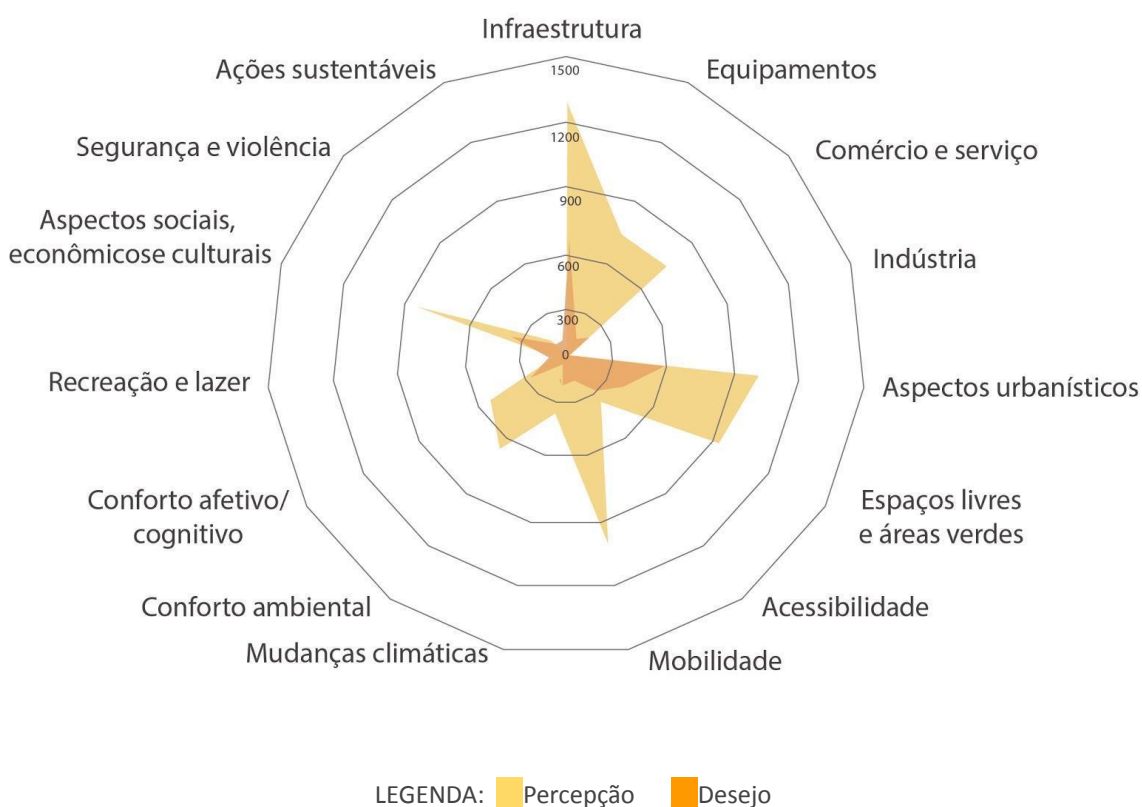 Infraestrutura
Ações sustentáveis
Equipamentos
Segurança e violência
Comércio e serviço
Aspectos sociais,
econômicose culturais
Indústria
Recreação e lazer
Aspectos urbanísticos
Conforto afetivo/
cognitivo
Espaços livres
e áreas verdes
Conforto ambiental
Acessibilidade
Mudanças climáticas
Mobilidade
1500
1200
900
600
300
0
LEGENDA: Percepção Desejo